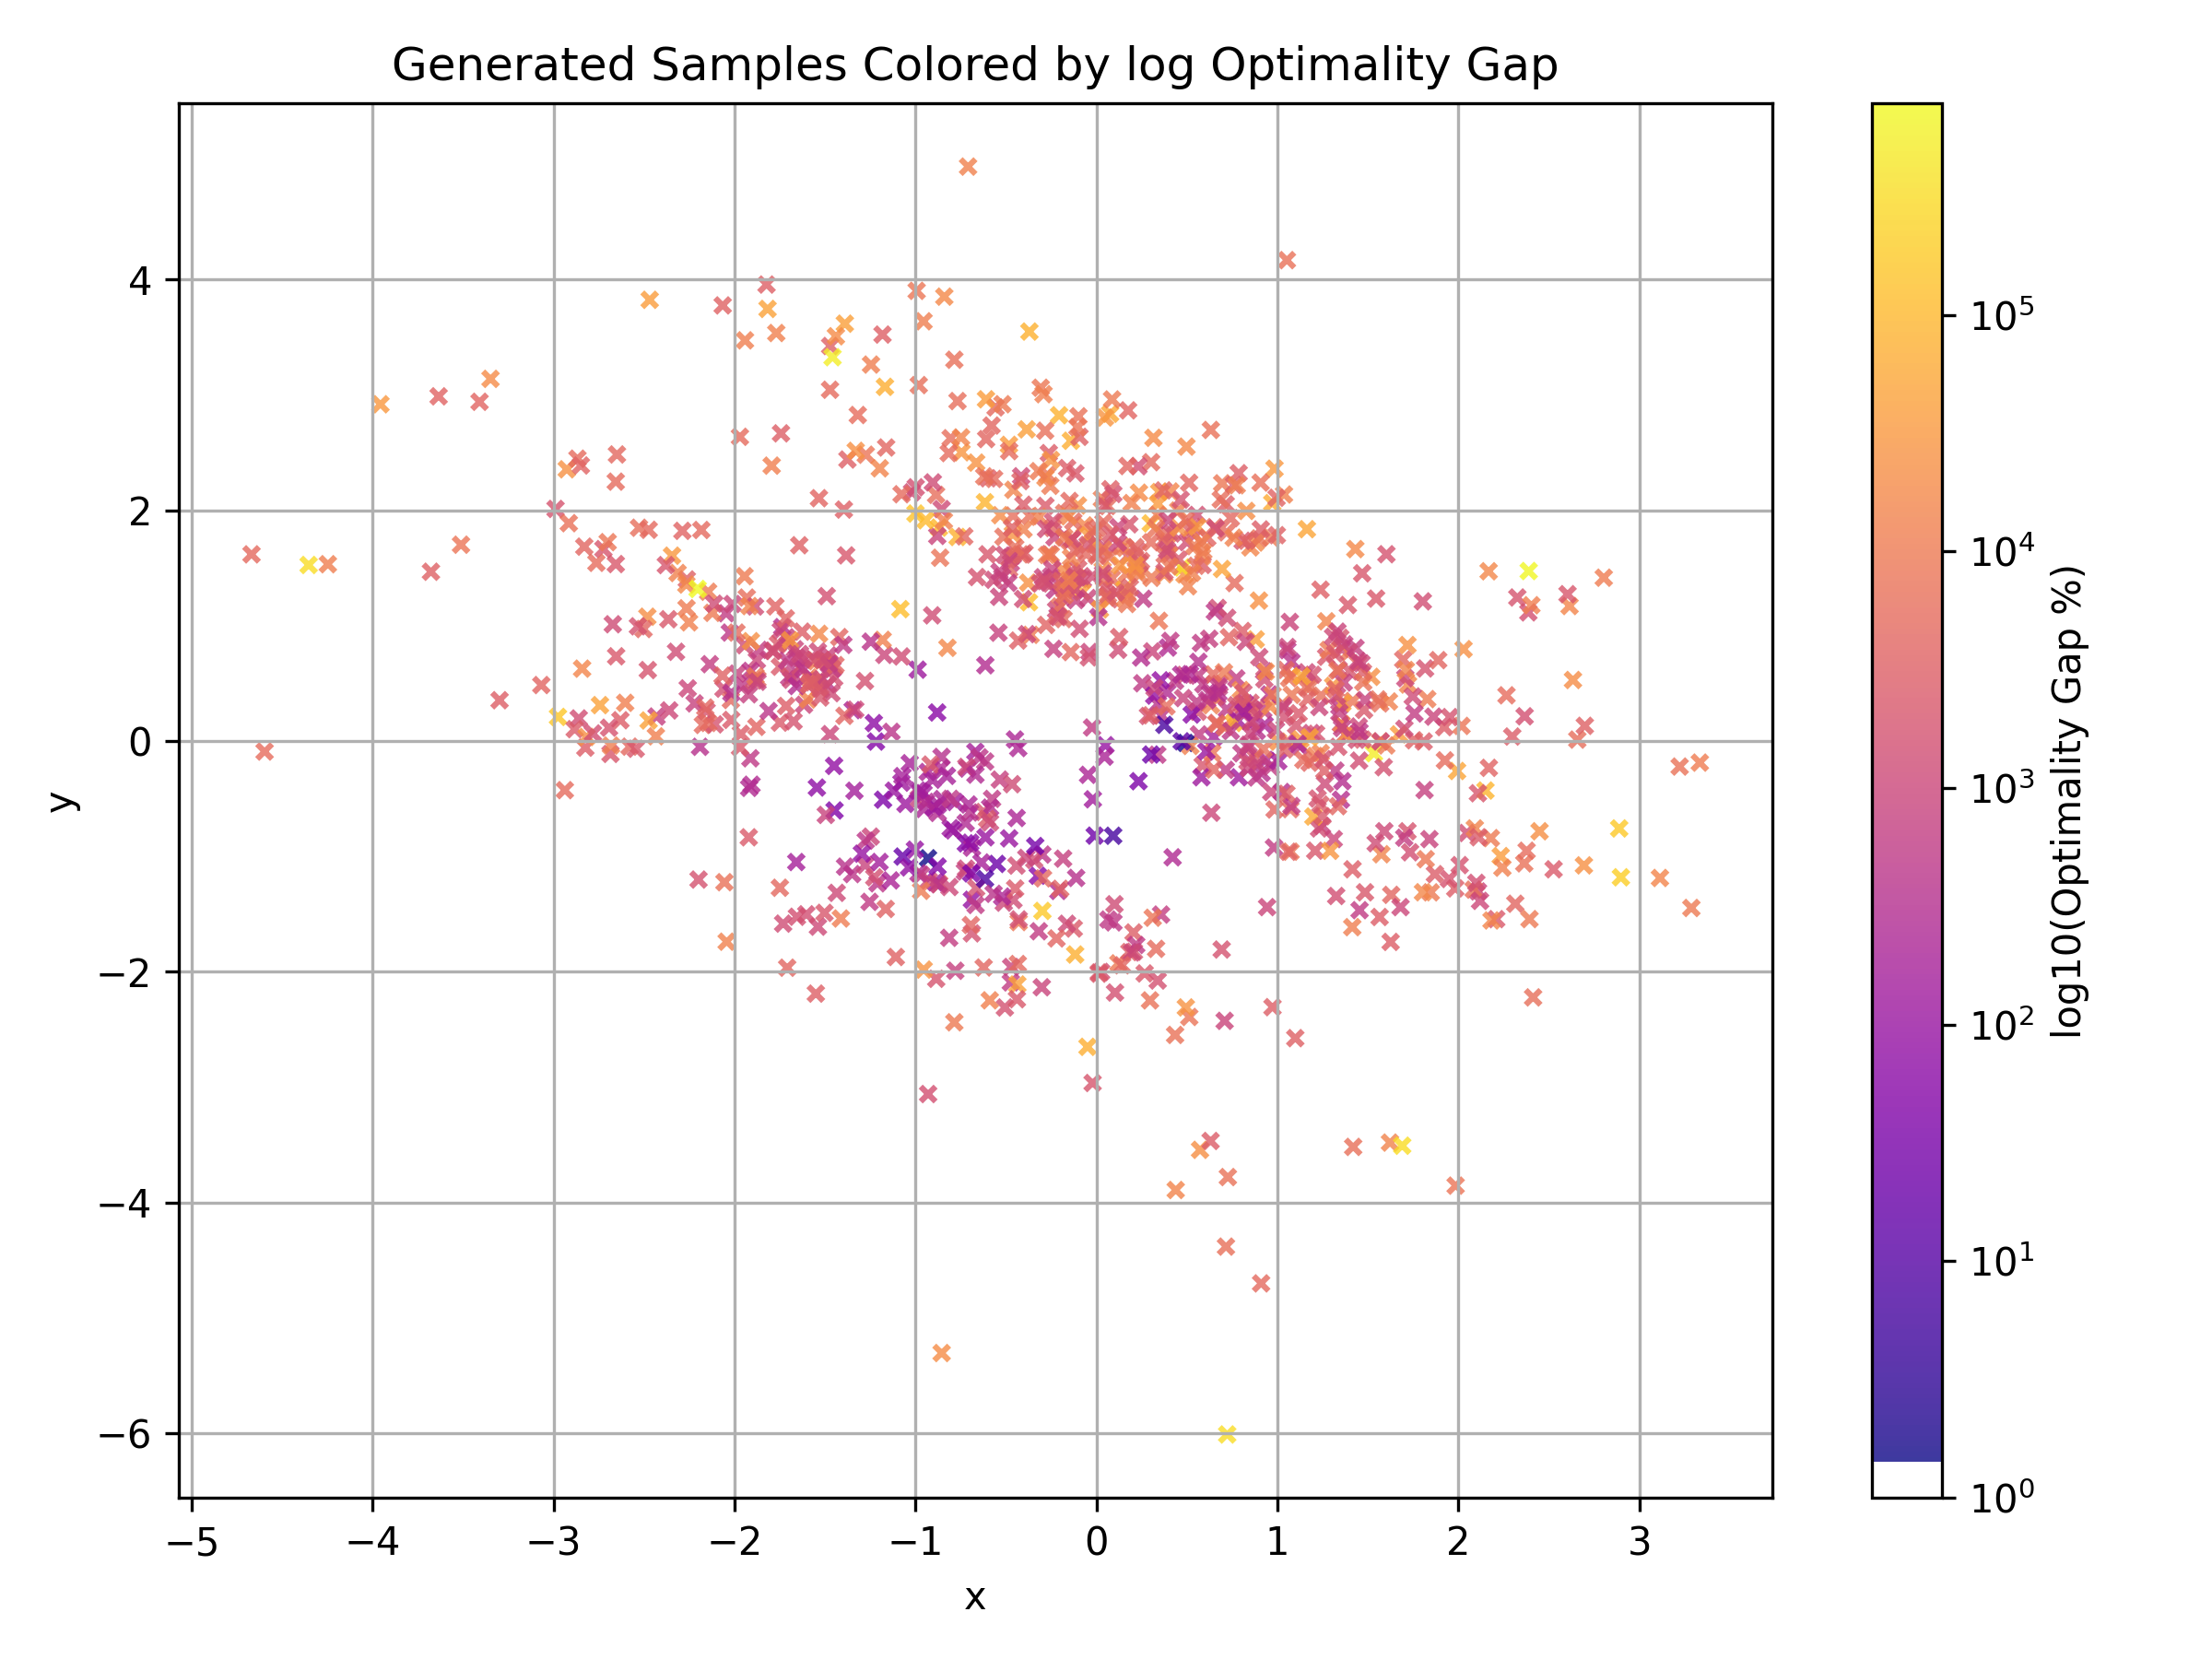 Generated Samples Colored by log Optimality Gap
4
2
0
−2
−4
−6
y
−5 −4 −3 −2 −1 0 1 2 3
x
10⁵
10⁴
10³
10²
10¹
10⁰
log10(Optimality Gap %)